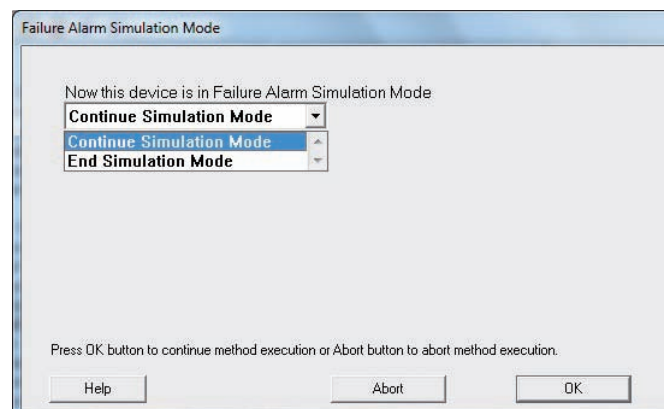 Failure Alarm Simulation Mode
Now this device is in Failure Alarm Simulation Mode
Continue Simulation Mode
Continue Simulation Mode
End Simulation Mode
Press OK button to continue method execution or Abort button to abort method execution.
Help Abort OK